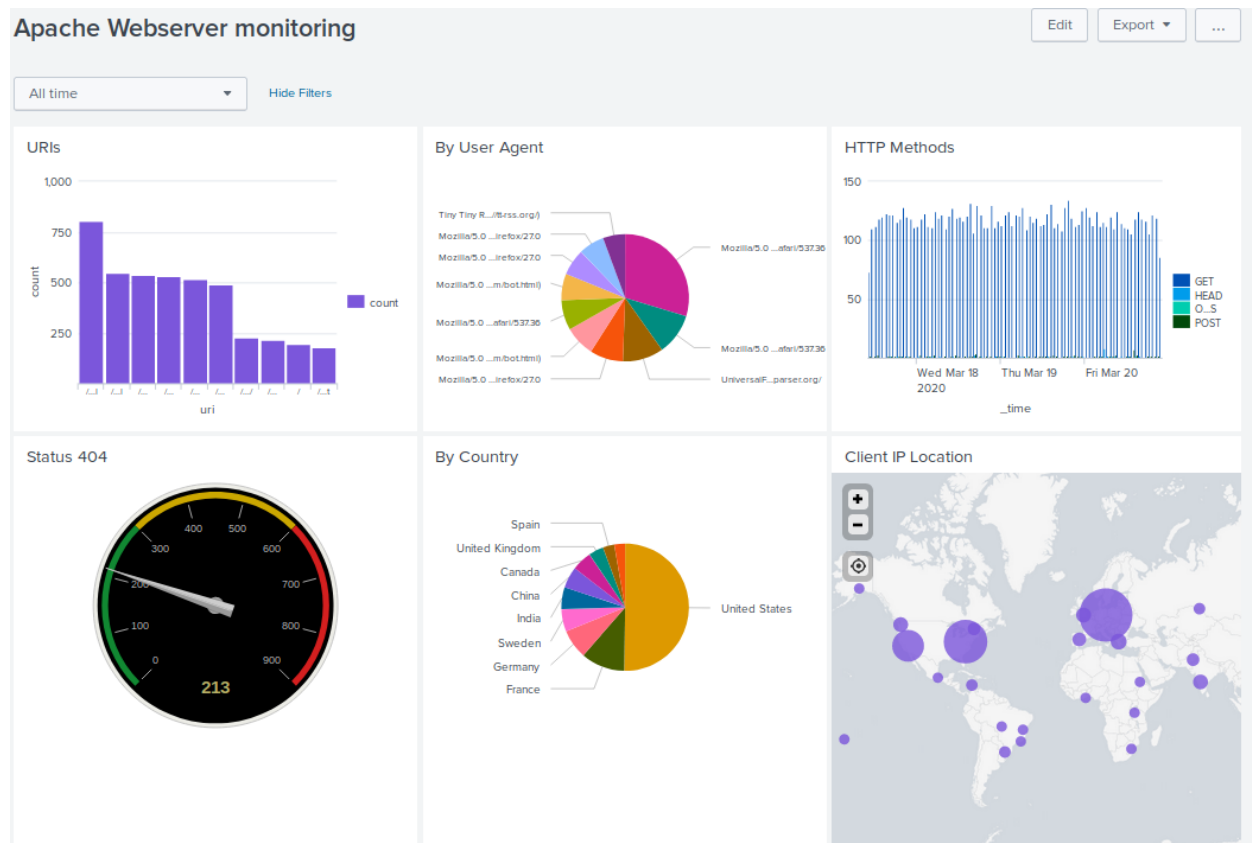 Apache Webserver monitoring
Edit
Export
...
All time
Hide Filters
URIs
1,000
750
500
250
count
count
/...l
/...l
/...
/...
/...
/...
/...l
/...
/
/...t
uri
By User Agent
Tiny Tiny R...//tt-rss.org/)
Mozilla/5.0 ...irefox/27.0
Mozilla/5.0 ...irefox/27.0
Mozilla/5.0 ...m/bot.html)
Mozilla/5.0 ...afari/537.36
Mozilla/5.0 ...m/bot.html)
Mozilla/5.0 ...irefox/27.0
Mozilla/5.0 ...afari/537.36
Mozilla/5.0 ...afari/537.36
UniversalF...parser.org/
HTTP Methods
150
100
50
GET
HEAD
O...S
POST
Wed Mar 18
2020
Thu Mar 19
Fri Mar 20
_time
Status 404
0
100
200
300
400
500
600
700
800
900
213
By Country
Spain
United Kingdom
Canada
China
India
Sweden
Germany
France
United States
Client IP Location
+
−